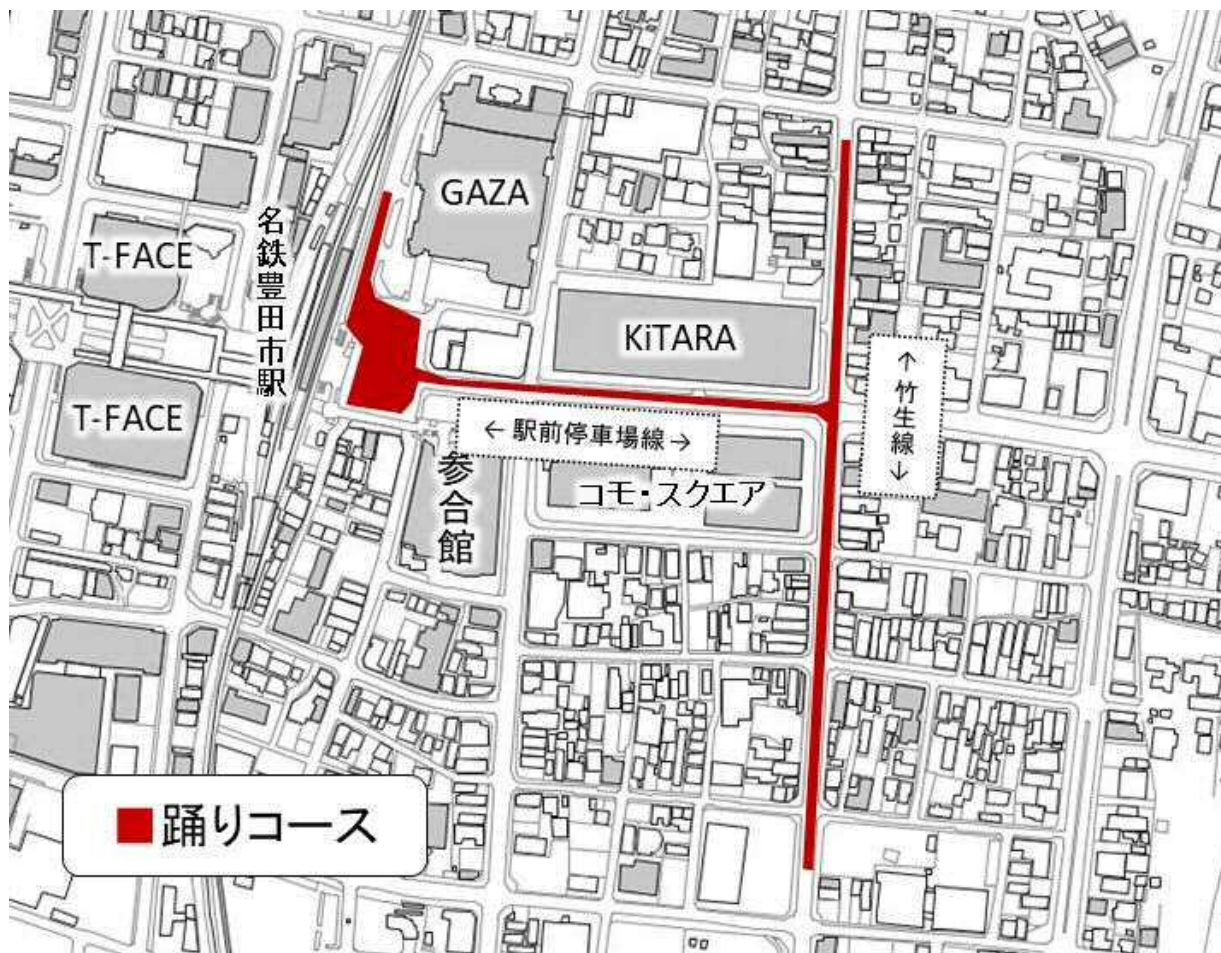 GAZA
T-FACE
名鉄豊田市駅
KiTARA
↑竹生線↓
T-FACE
←駅前停車場線→
参合館
コモ・スクエア
■踊りコース